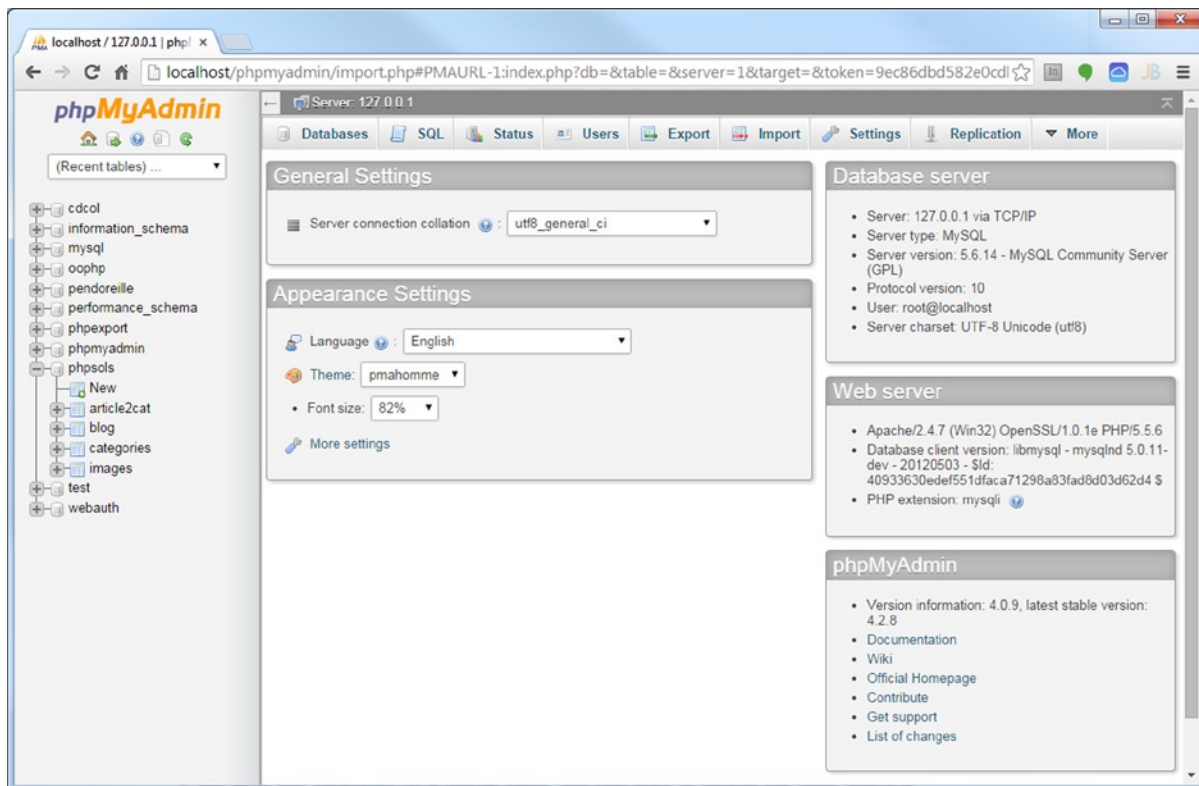 localhost / 127.0.0.1 | phpl
localhost/phpmyadmin/import.php#PMAURL-1:index.php?db=&table=&server=1&target=&token=9ec86dbd582e0cdl
phpMyAdmin
(Recent tables) ...
cdcol
information_schema
mysql
oophp
pendoreille
performance_schema
phpexport
phpmyadmin
phpsols
New
article2cat
blog
categories
images
test
webauth
Server: 127.0.0.1
Databases SQL Status Users Export Import Settings Replication More
General Settings
Server connection collation : utf8_general_ci
Appearance Settings
Language : English
Theme: pmahomme
• Font size: 82%
More settings
Database server
• Server: 127.0.0.1 via TCP/IP
• Server type: MySQL
• Server version: 5.6.14 - MySQL Community Server
(GPL)
• Protocol version: 10
• User: root@localhost
• Server charset: UTF-8 Unicode (utf8)
Web server
• Apache/2.4.7 (Win32) OpenSSL/1.0.1e PHP/5.5.6
• Database client version: libmysql - mysqlnd 5.0.11-
dev - 20120503 - $Id:
40933630edef551dfaca71298a83fad8d03d62d4 $
• PHP extension: mysqli
phpMyAdmin
• Version information: 4.0.9, latest stable version:
4.2.8
• Documentation
• Wiki
• Official Homepage
• Contribute
• Get support
• List of changes